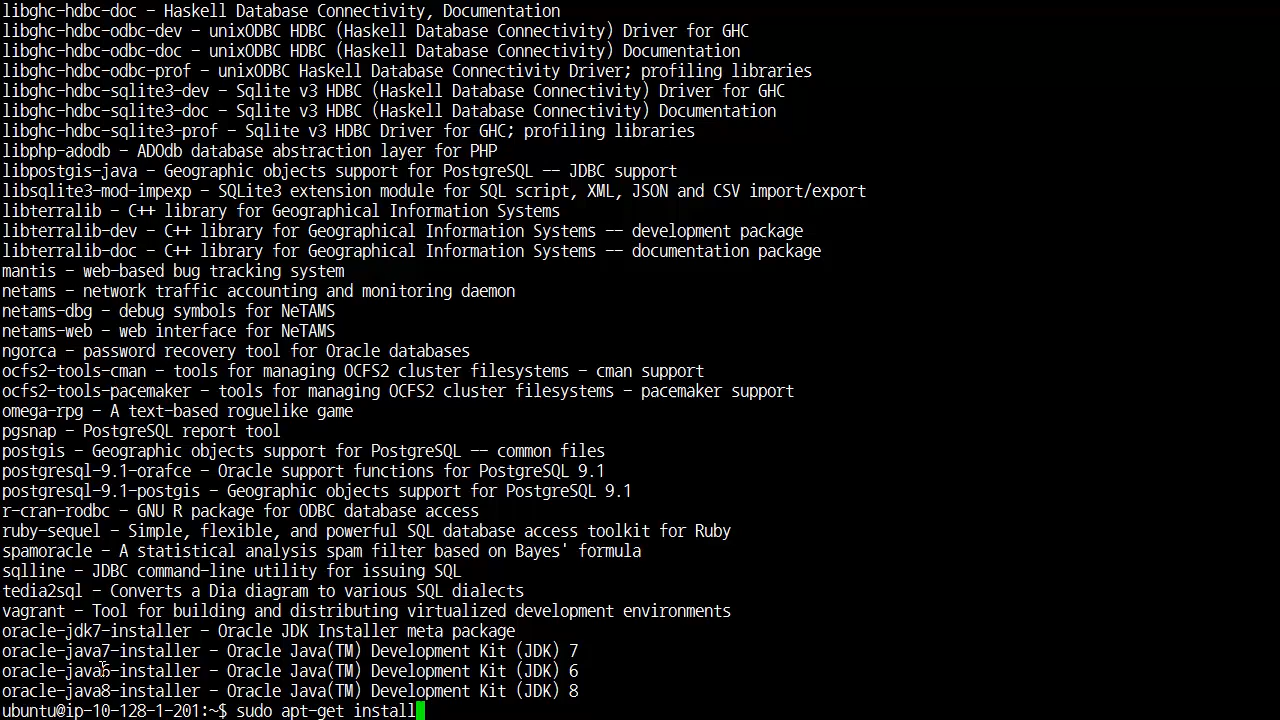 libghc-hdbc-doc - Haskell Database Connectivity, Documentation
libghc-hdbc-odbc-dev - unixODBC HDBC (Haskell Database Connectivity) Driver for GHC
libghc-hdbc-odbc-doc - unixODBC HDBC (Haskell Database Connectivity) Documentation
libghc-hdbc-odbc-prof - unixODBC Haskell Database Connectivity Driver; profiling libraries
libghc-hdbc-sqlite3-dev - Sqlite v3 HDBC (Haskell Database Connectivity) Driver for GHC
libghc-hdbc-sqlite3-doc - Sqlite v3 HDBC (Haskell Database Connectivity) Documentation
libghc-hdbc-sqlite3-prof - Sqlite v3 HDBC Driver for GHC; profiling libraries
libphp-adodb - ADOdb database abstraction layer for PHP
libpostgis-java - Geographic objects support for PostgreSQL -- JDBC support
libsqlite3-mod-impexp - SQLite3 extension module for SQL script, XML, JSON and CSV import/export
libterralib - C++ library for Geographical Information Systems
libterralib-dev - C++ library for Geographical Information Systems -- development package
libterralib-doc - C++ library for Geographical Information Systems -- documentation package
mantis - web-based bug tracking system
netams - network traffic accounting and monitoring daemon
netams-dbg - debug symbols for NeTAMS
netams-web - web interface for NeTAMS
ngorca - password recovery tool for Oracle databases
ocfs2-tools-cman - tools for managing OCFS2 cluster filesystems - cman support
ocfs2-tools-pacemaker - tools for managing OCFS2 cluster filesystems - pacemaker support
omega-rpg - A text-based roguelike game
pgsnap - PostgreSQL report tool
postgis - Geographic objects support for PostgreSQL -- common files
postgresql-9.1-orafce - Oracle support functions for PostgreSQL 9.1
postgresql-9.1-postgis - Geographic objects support for PostgreSQL 9.1
r-cran-rodbc - GNU R package for ODBC database access
ruby-sequel - Simple, flexible, and powerful SQL database access toolkit for Ruby
spamoracle - A statistical analysis spam filter based on Bayes' formula
sqlline - JDBC command-line utility for issuing SQL
tedia2sql - Converts a Dia diagram to various SQL dialects
vagrant - Tool for building and distributing virtualized development environments
oracle-jdk7-installer - Oracle JDK Installer meta package
oracle-java7-installer - Oracle Java(TM) Development Kit (JDK) 7
oracle-java6-installer - Oracle Java(TM) Development Kit (JDK) 6
oracle-java8-installer - Oracle Java(TM) Development Kit (JDK) 8
ubuntu@ip-10-128-1-201:~$ sudo apt-get install